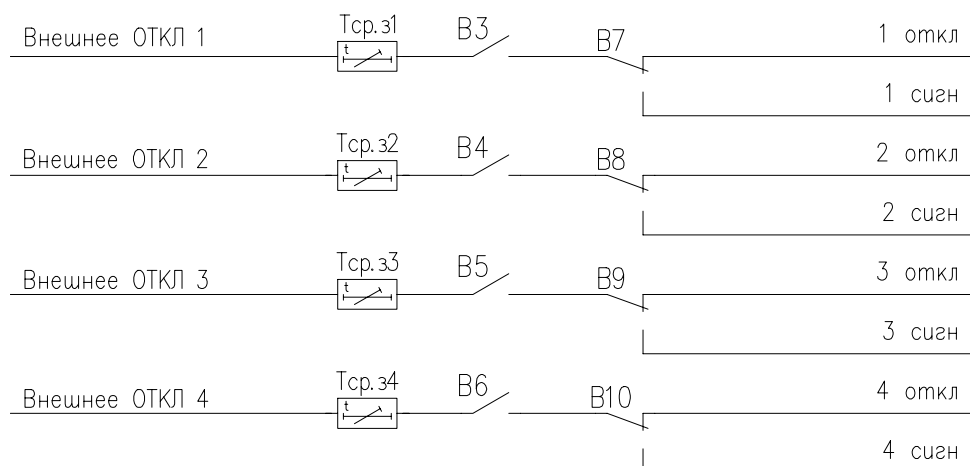 Внешнее ОТКЛ 1 Тср.з1 В3 В7 1 откл
t
1 сигн
Внешнее ОТКЛ 2 Тср.з2 В4 В8 2 откл
t
2 сигн
Внешнее ОТКЛ 3 Тср.з3 В5 В9 3 откл
t
3 сигн
Внешнее ОТКЛ 4 Тср.з4 В6 В10 4 откл
t
4 сигн